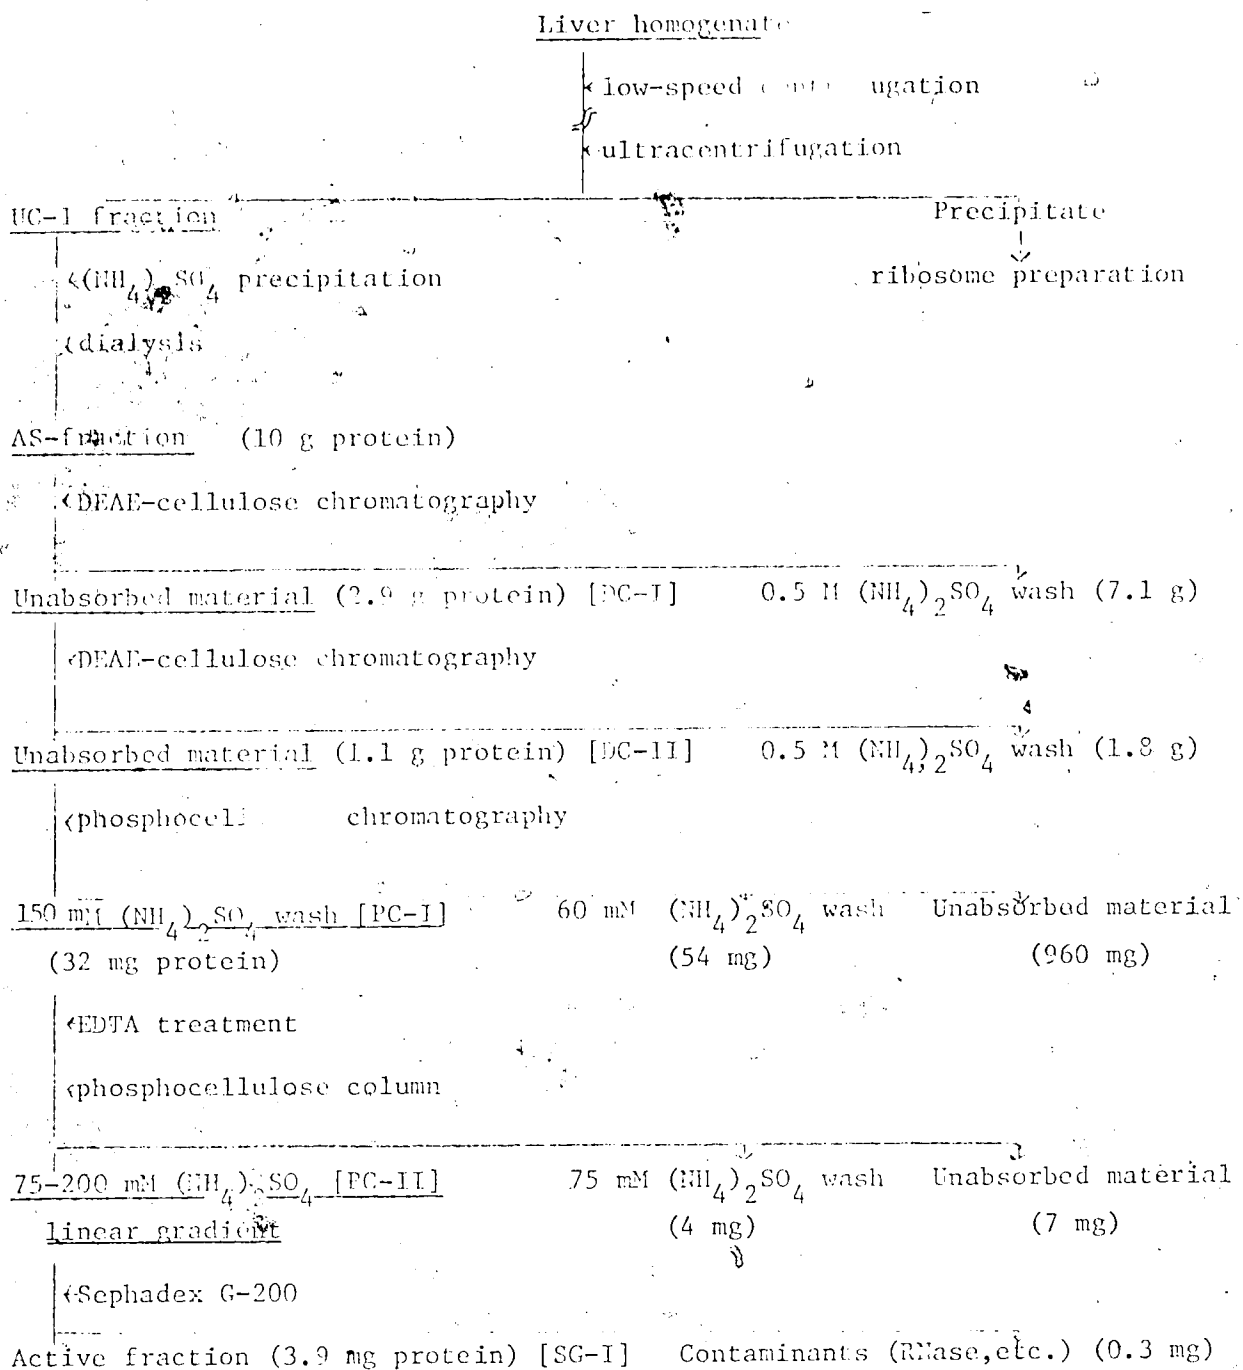 Liver homogenate
low-speed ugation
ultracentrifugation
UC-1 fraction Precipitate
(NH4)2SO4 precipitation ribosome preparation
dialysis
AS-fraction (10 g protein)
DEAE-cellulose chromatography
Unabsorbed material (2.9 g protein) [DC-I] 0.5 M (NH4)2SO4 wash (7.1 g)
DEAE-cellulose chromatography
Unabsorbed material (1.1 g protein) [DC-II] 0.5 M (NH4)2SO4 wash (1.8 g)
phosphocell chromatography
150 mM (NH4)2SO4 wash [PC-I] 60 mM (NH4)2SO4 wash Unabsorbed material
(32 mg protein) (54 mg) (960 mg)
EDTA treatment
phosphocellulose column
75-200 mM (NH4)2SO4 [PC-II] 75 mM (NH4)2SO4 wash Unabsorbed material
linear gradient (4 mg) (7 mg)
Sephadex G-200
Active fraction (3.9 mg protein) [SG-I] Contaminants (RNase,etc.) (0.3 mg)